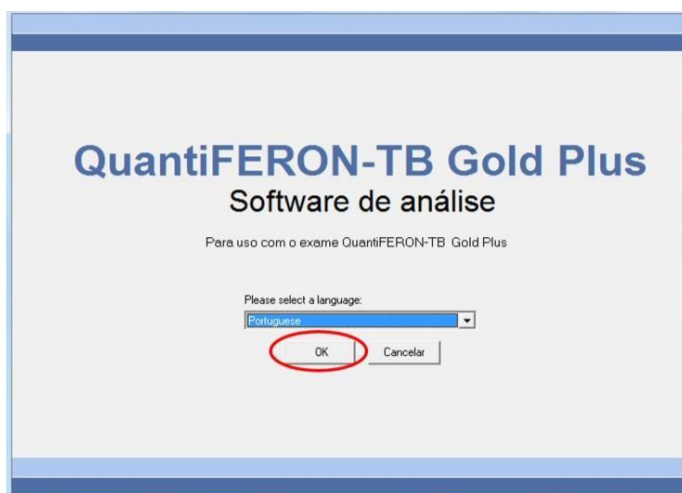 QuantiFERON-TB Gold Plus
Software de análise
Para uso com o exame QuantiFERON-TB Gold Plus
Please select a language:
Portuguese
OK
Cancelar